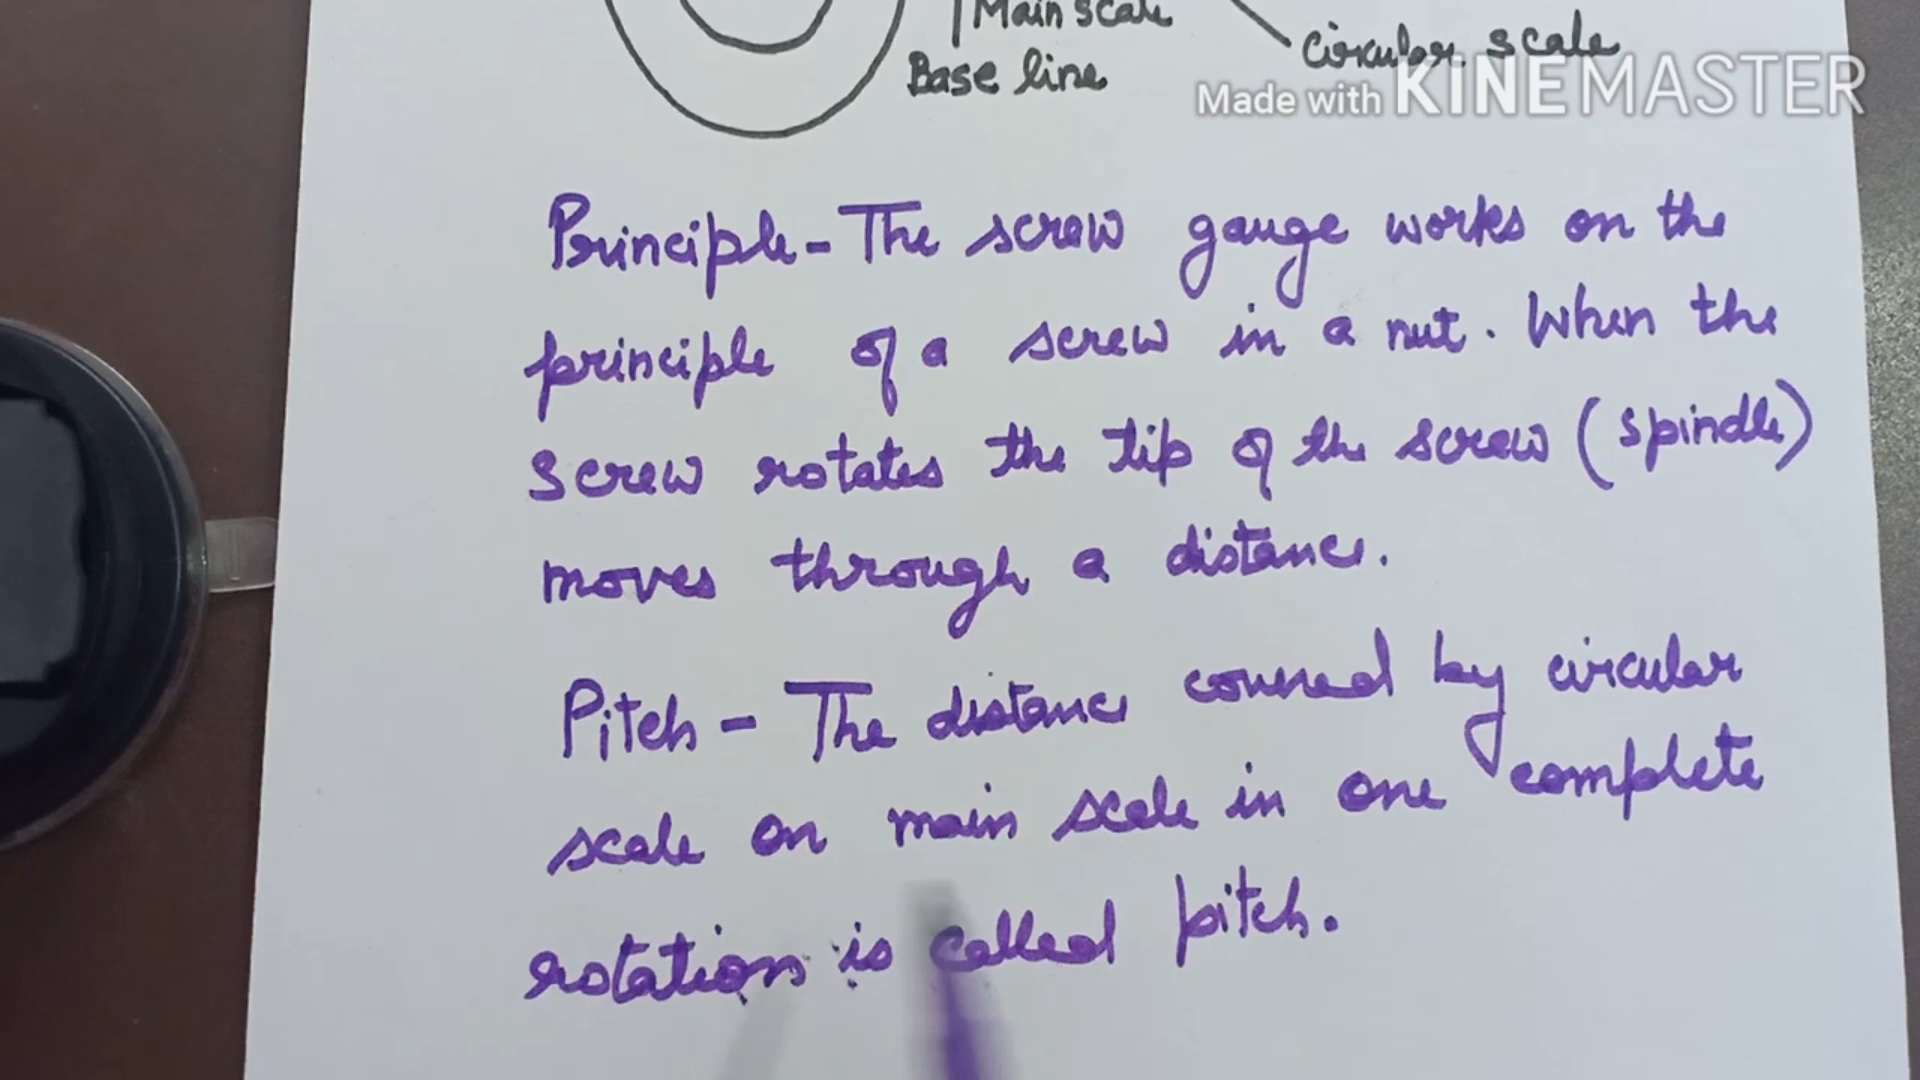 Main scale
Base line
Circular scale
Made with KINEMASTER
Principle - The screw gauge works on the
principle of a screw in a nut. When the
screw rotates the tip of the screw (spindle)
moves through a distance.
Pitch - The distance covered by circular
scale on main scale in one complete
rotation is called pitch.